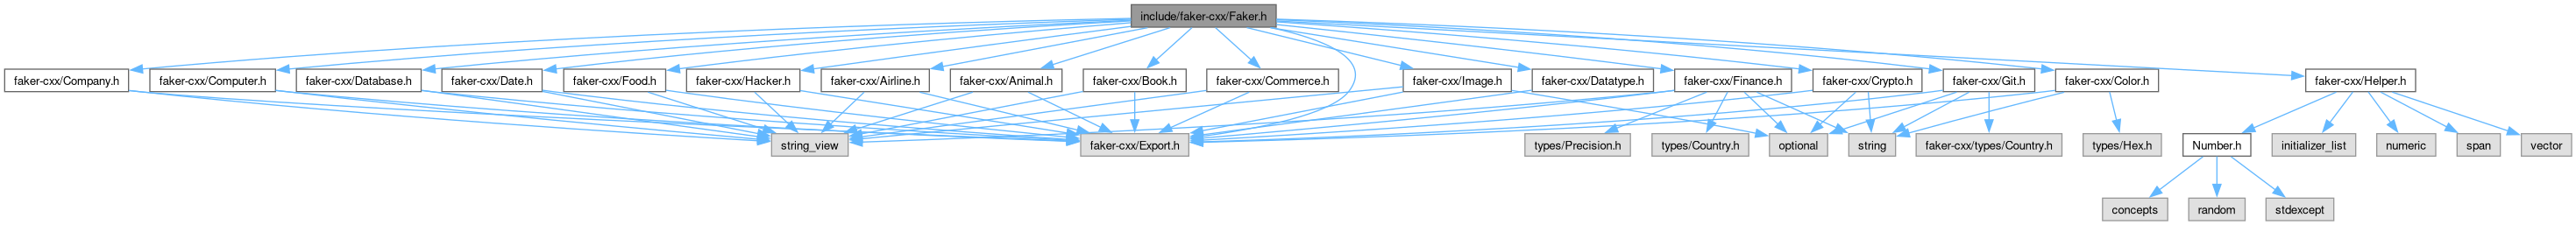 include/faker-cxx/Faker.h
faker-cxx/Company.h
faker-cxx/Computer.h
faker-cxx/Database.h
faker-cxx/Date.h
faker-cxx/Food.h
faker-cxx/Hacker.h
faker-cxx/Airline.h
faker-cxx/Animal.h
faker-cxx/Book.h
faker-cxx/Commerce.h
faker-cxx/Image.h
faker-cxx/Datatype.h
faker-cxx/Finance.h
faker-cxx/Crypto.h
faker-cxx/Git.h
faker-cxx/Color.h
faker-cxx/Helper.h
string_view
faker-cxx/Export.h
types/Precision.h
types/Country.h
optional
string
faker-cxx/types/Country.h
types/Hex.h
Number.h
initializer_list
numeric
span
vector
concepts
random
stdexcept